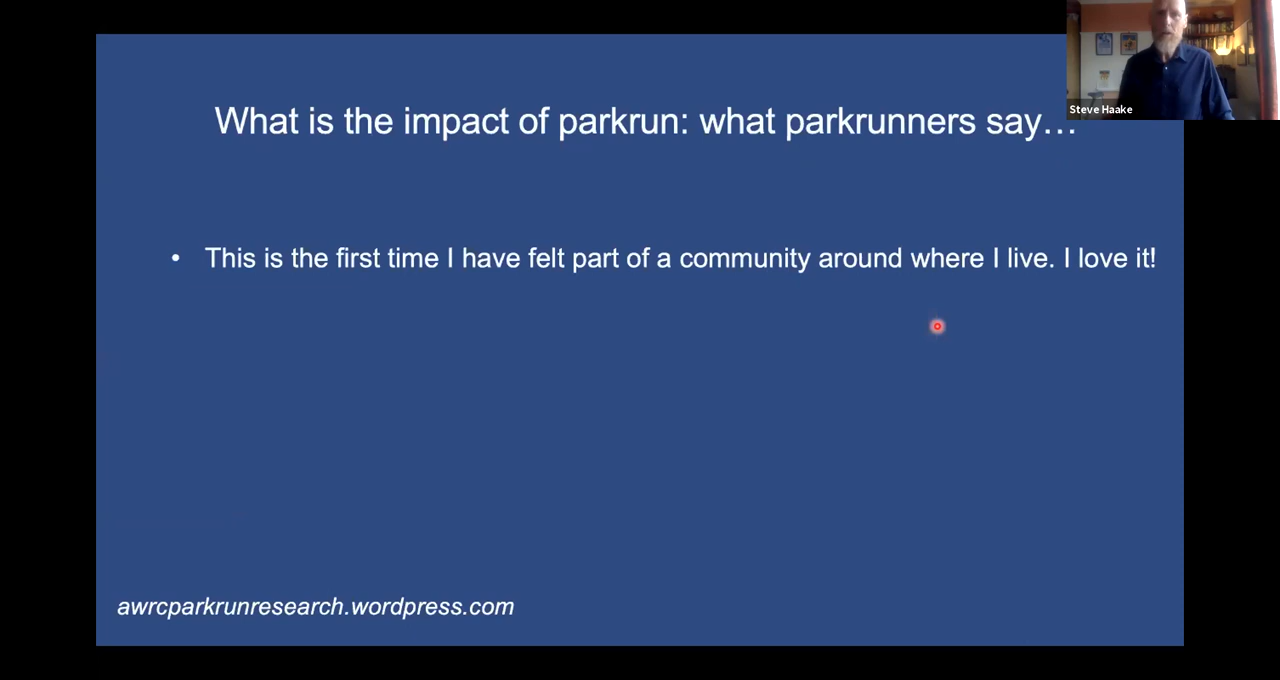 Steve Haake
What is the impact of parkrun: what parkrunners say…
• This is the first time I have felt part of a community around where I live. I love it!
awrcparkrunresearch.wordpress.com